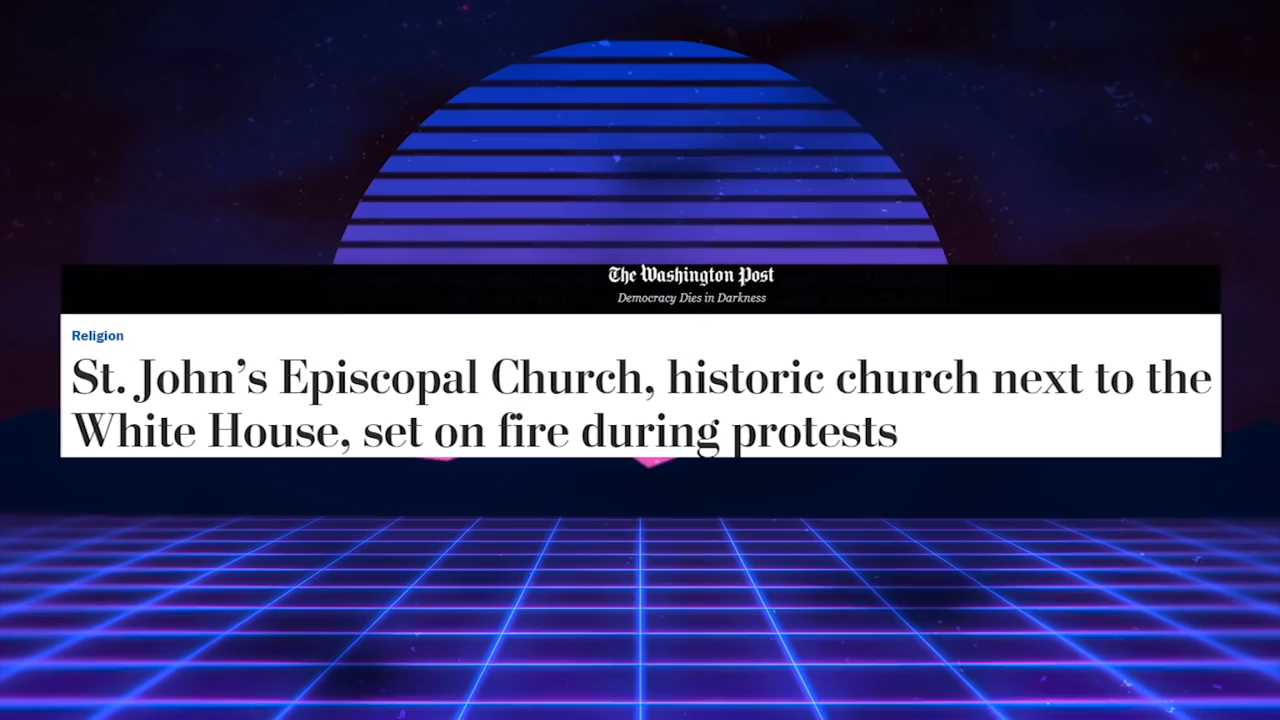 The Washington Post
Democracy Dies in Darkness
Religion
St. John’s Episcopal Church, historic church next to the
White House, set on fire during protests